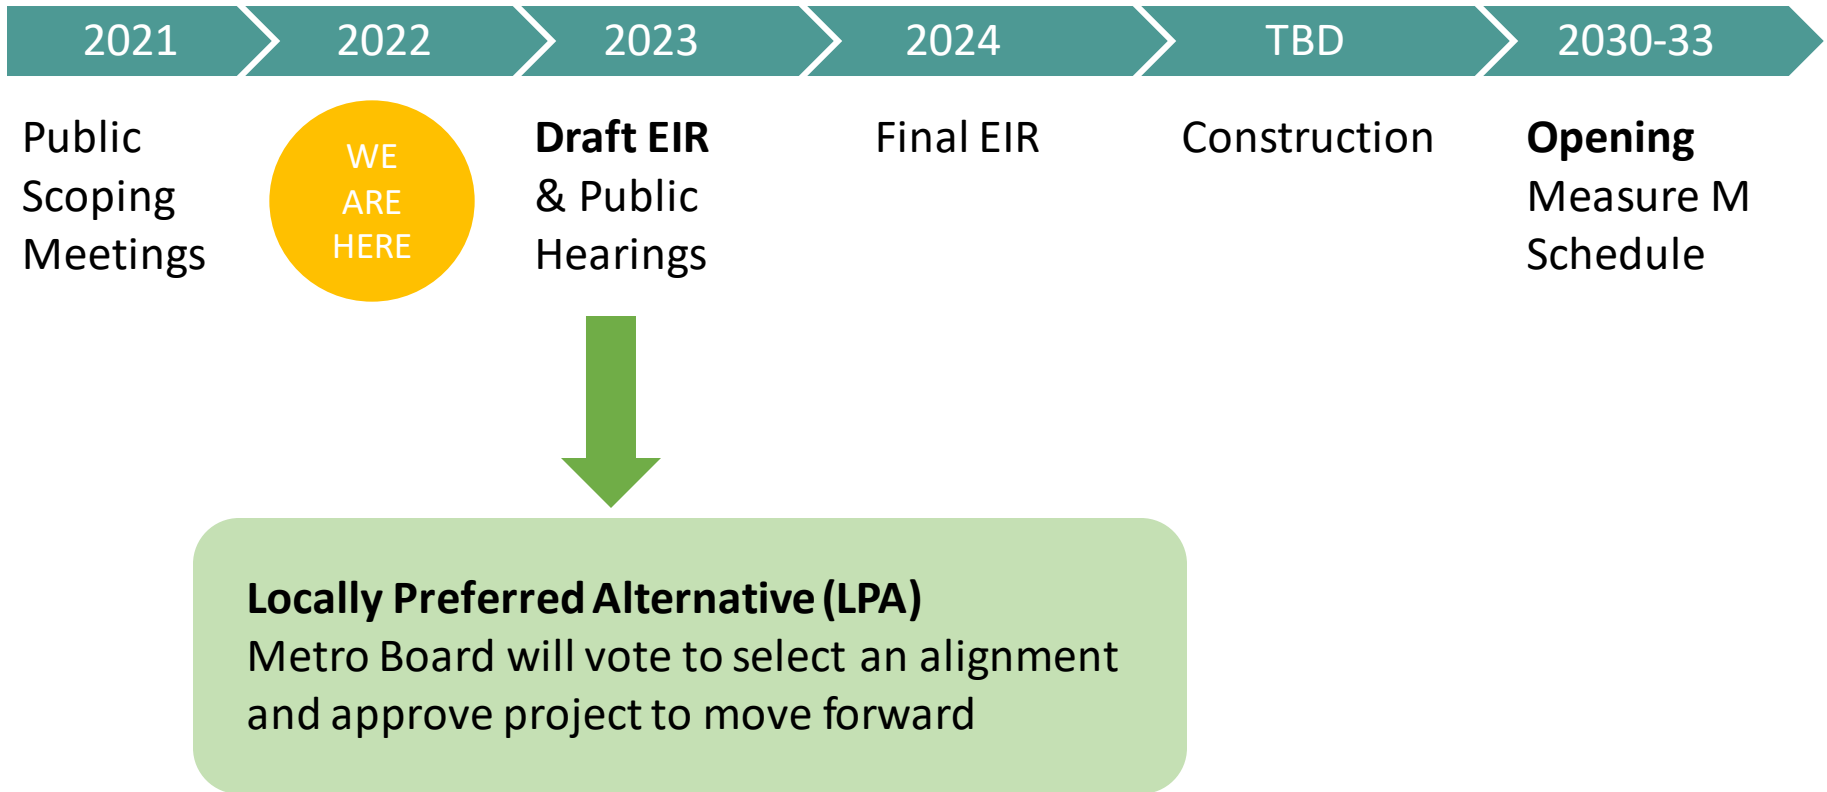 2021
2022
2023
2024
TBD
2030-33
Public
Scoping
Meetings
WE
ARE
HERE
Draft EIR
& Public
Hearings
Final EIR
Construction
Opening
Measure M
Schedule
Locally Preferred Alternative (LPA)
Metro Board will vote to select an alignment
and approve project to move forward